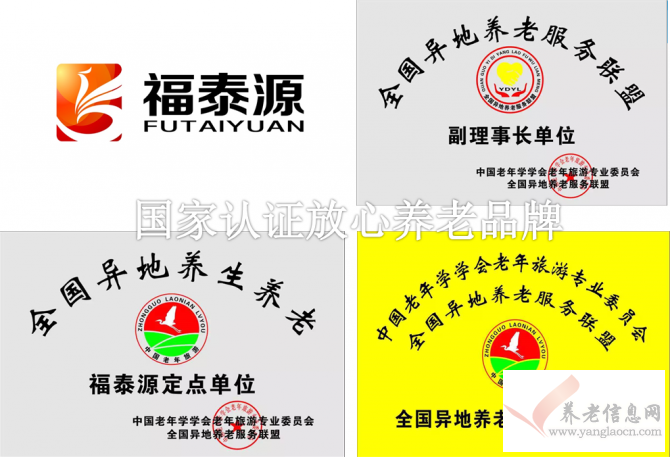 福泰源
FUTAIYUAN
全国异地养老服务联盟
QUAN GUO YI DI YANG LAO FU WU LIAN MENG
YDYL
全国异地养老服务联盟
副理事长单位
中国老年学学会老年旅游专业委员会
全国异地养老服务联盟
国家认证放心养老品牌
全国异地养生养老
ZHONGGUO LAONIAN LVYOU
中国老年旅游
福泰源定点单位
中国老年学学会老年旅游专业委员会
全国异地养老服务联盟
中国老年学学会老年旅游专业委员会
全国异地养老服务联盟
ZHONGGUO LAONIAN LVYOU
中国老年旅游
全国异地养老
养老信息网
www.yanglaocn.com